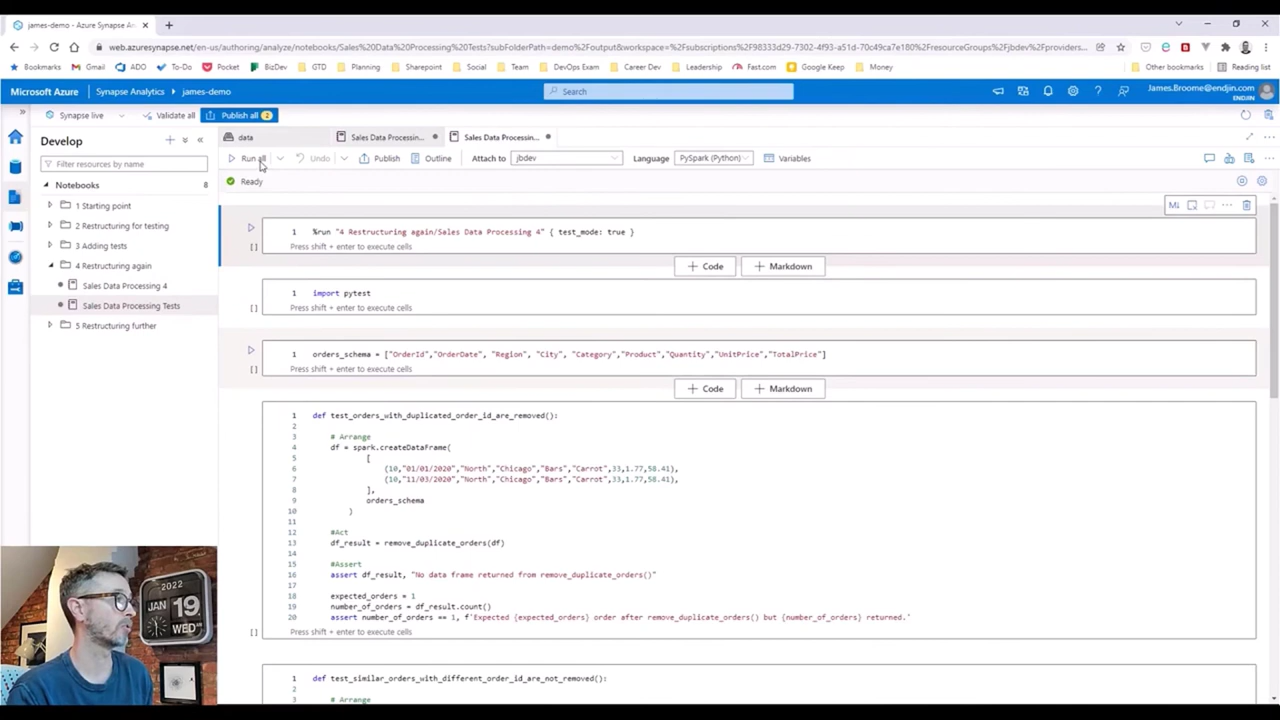 james-demo - Azure Synapse An
web.azuresynapse.net/en-us/authoring/analyze/notebooks/Sales%20Data%20Processing%20Tests?subFolderPath=demo%2Foutput&workspace=%2Fsubscriptions%2F98333d29-7302-4f93-a51d-70c49ca7e180%2FresourceGroups%2Fjbdev%2Fproviders...
Bookmarks Gmail ADO To-Do Pocket BizDev GTD Planning Sharepoint Social Team DevOps Exam Career Dev Leadership Fast.com Google Keep Money Other bookmarks Reading list
Microsoft Azure Synapse Analytics james-demo Search James.Broome@endjin.com
ENDJIN
Synapse live Validate all Publish all 2
Develop
data Sales Data Processin... Sales Data Processin...
Filter resources by name
Run all Undo Publish Outline Attach to jbdev Language PySpark (Python) Variables
Ready
Notebooks 8
1 Starting point
2 Restructuring for testing
3 Adding tests
4 Restructuring again
Sales Data Processing 4
Sales Data Processing Tests
5 Restructuring further
M↓ ...
1 %run "4 Restructuring again/Sales Data Processing 4" { test_mode: true }
[ ] Press shift + enter to execute cells
+ Code + Markdown
1 import pytest
[ ] Press shift + enter to execute cells
1 orders_schema = ["OrderId","OrderDate", "Region", "City", "Category","Product","Quantity","UnitPrice","TotalPrice"]
[ ] Press shift + enter to execute cells
+ Code + Markdown
1 def test_orders_with_duplicated_order_id_are_removed():
2
3 # Arrange
4 df = spark.createDataFrame(
5 [
6 (10,"01/01/2020","North","Chicago","Bars","Carrot",33,1.77,58.41),
7 (10,"11/03/2020","North","Chicago","Bars","Carrot",33,1.77,58.41),
8 ],
9 orders_schema
10 )
11
12 #Act
13 df_result = remove_duplicate_orders(df)
14
15 #Assert
16 assert df_result, "No data frame returned from remove_duplicate_orders()"
17
18 expected_orders = 1
19 number_of_orders = df_result.count()
20 assert number_of_orders == 1, f'Expected {expected_orders} order after remove_duplicate_orders() but {number_of_orders} returned.'
[ ] Press shift + enter to execute cells
1 def test_similar_orders_with_different_order_id_are_not_removed():
2
3 # Arrange
2022
JAN 19
WED